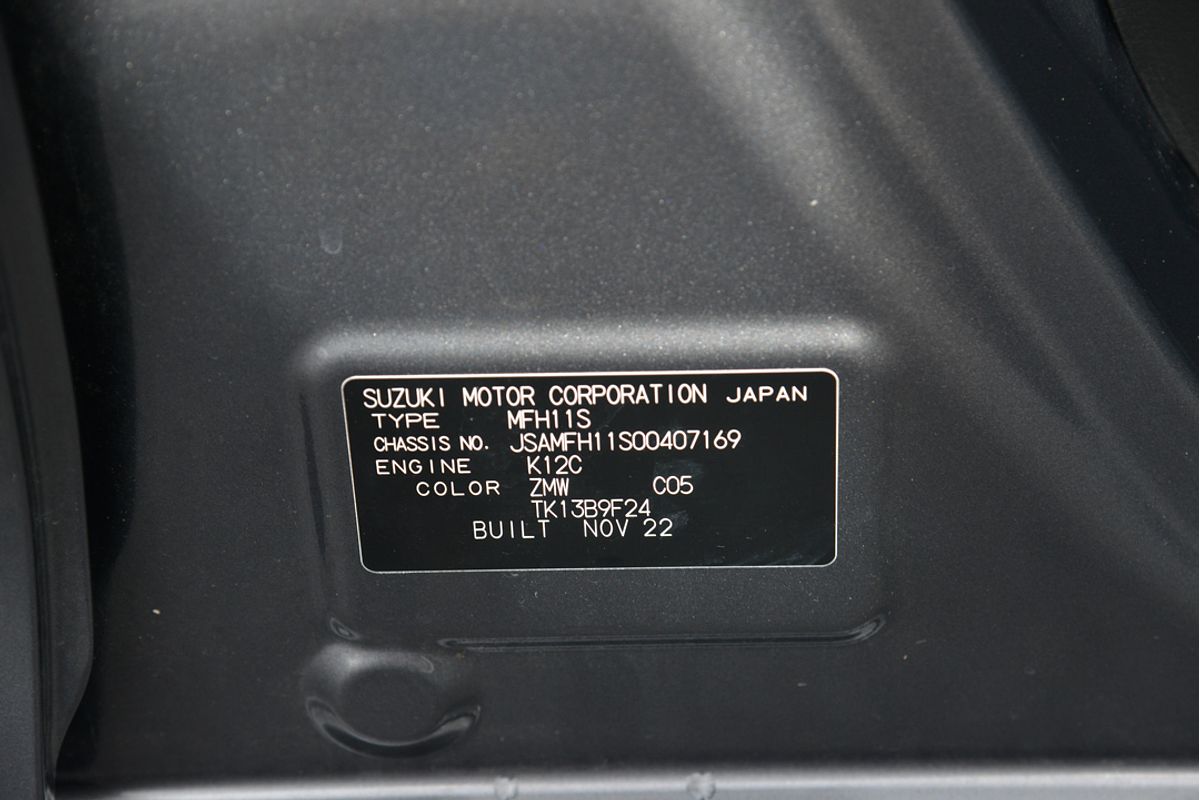 SUZUKI MOTOR CORPORATION JAPAN
TYPE MFH11S
CHASSIS NO. JSAMFH11S00407169
ENGINE K12C
COLOR ZMW C05
TK13B9F24
BUILT NOV 22